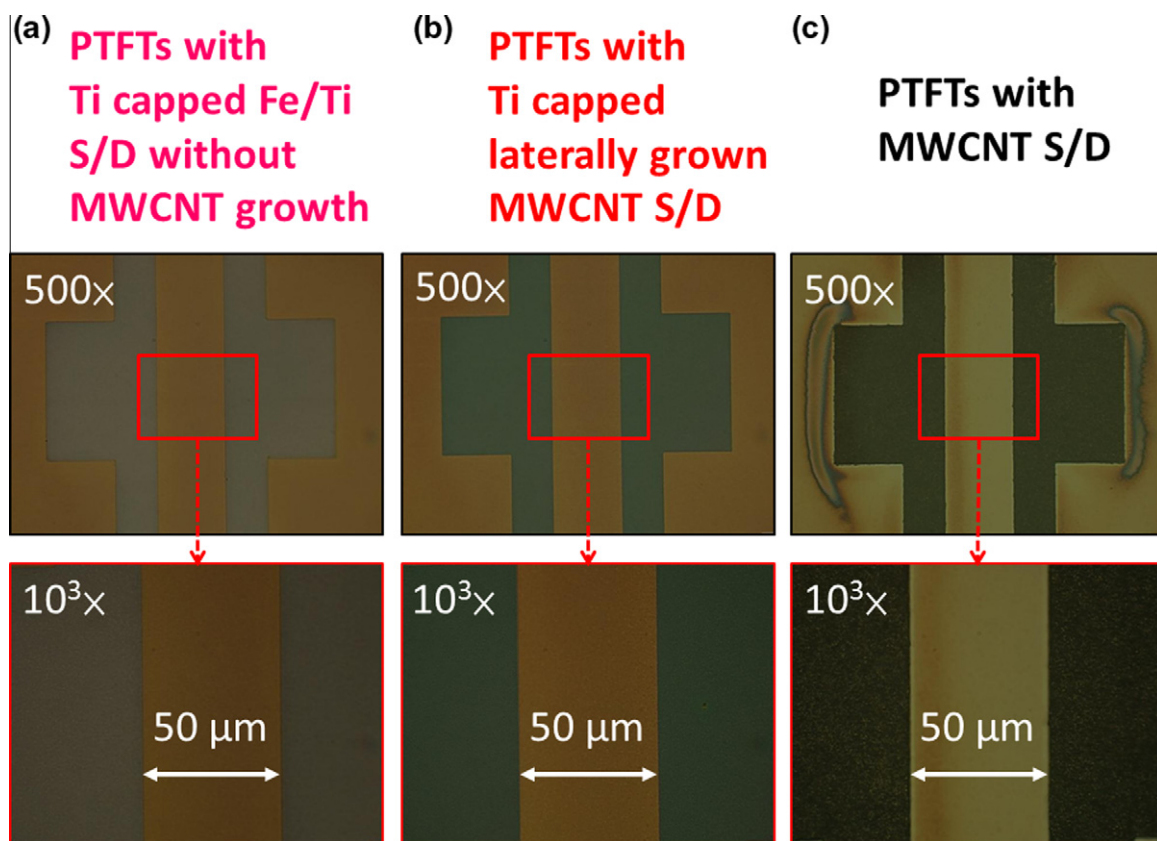 (a)
PTFTs with
Ti capped Fe/Ti
S/D without
MWCNT growth
(b)
PTFTs with
Ti capped
laterally grown
MWCNT S/D
(c)
PTFTs with
MWCNT S/D
500×
500×
500×
10³×
10³×
10³×
50 μm
50 μm
50 μm